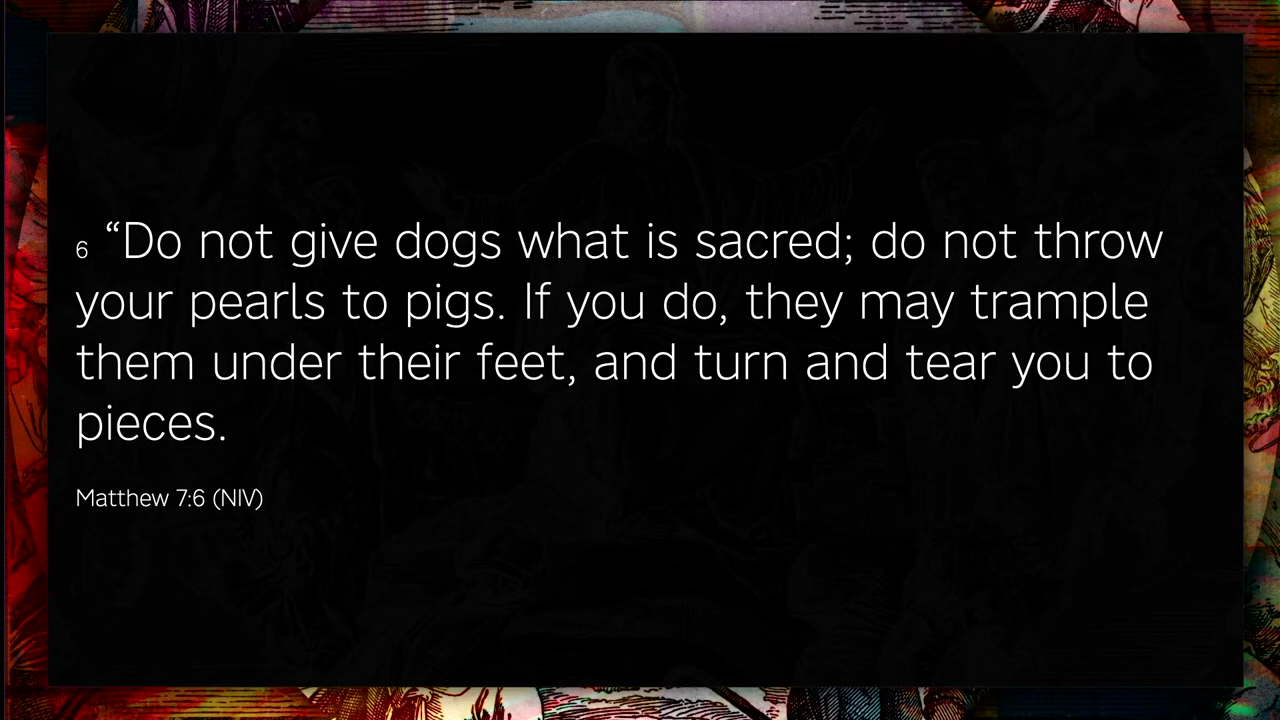 6 “Do not give dogs what is sacred; do not throw
your pearls to pigs. If you do, they may trample
them under their feet, and turn and tear you to
pieces.
Matthew 7:6 (NIV)